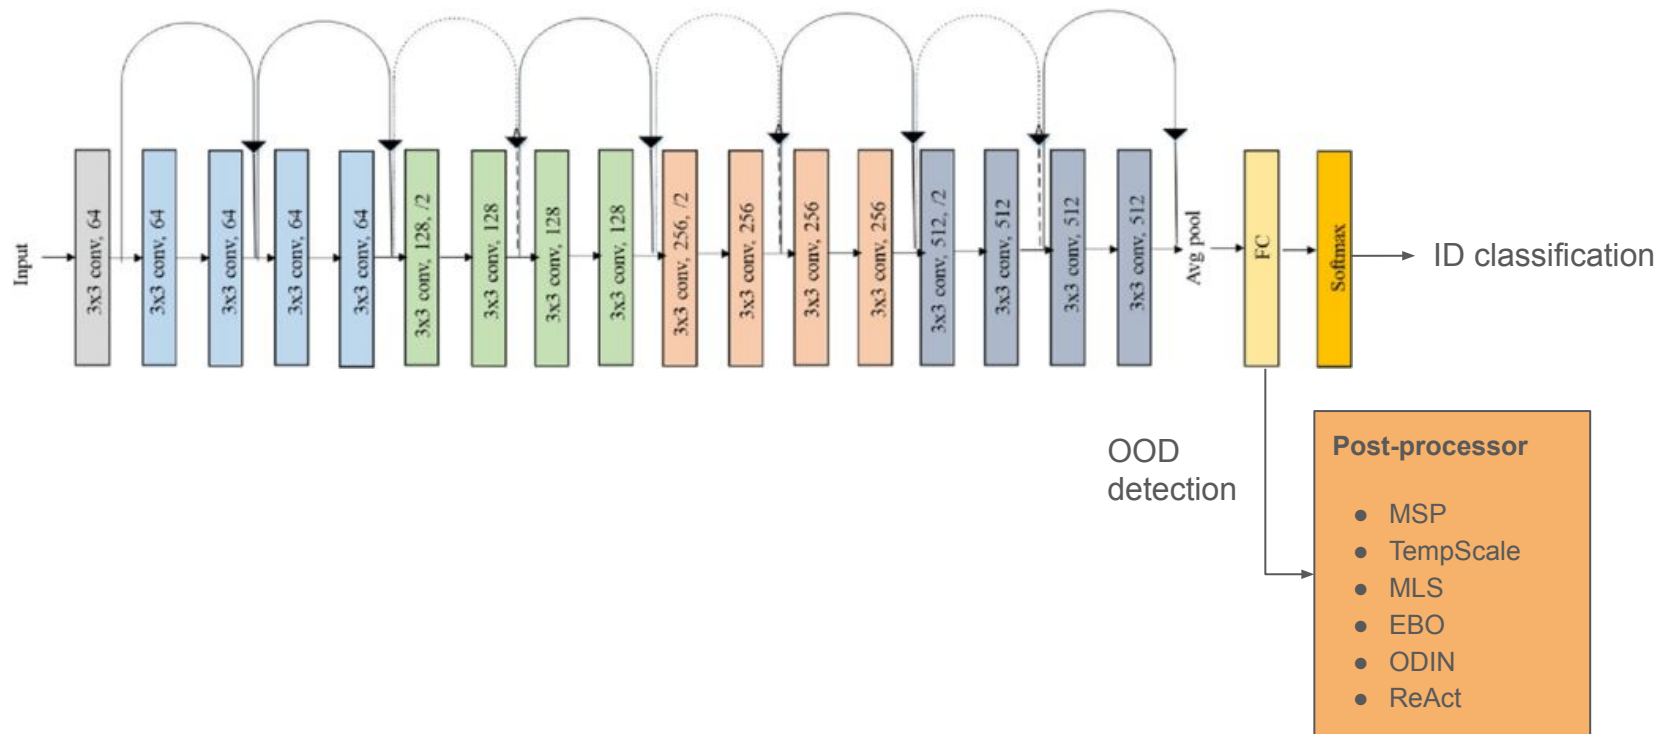 Input
3x3 conv, 64
3x3 conv, 64
3x3 conv, 64
3x3 conv, 64
3x3 conv, 64
3x3 conv, 128, /2
3x3 conv, 128
3x3 conv, 128
3x3 conv, 128
3x3 conv, 256, /2
3x3 conv, 256
3x3 conv, 256
3x3 conv, 256
3x3 conv, 512, /2
3x3 conv, 512
3x3 conv, 512
3x3 conv, 512
Avg pool
FC
Softmax
ID classification
OOD
detection
Post-processor
● MSP
● TempScale
● MLS
● EBO
● ODIN
● ReAct